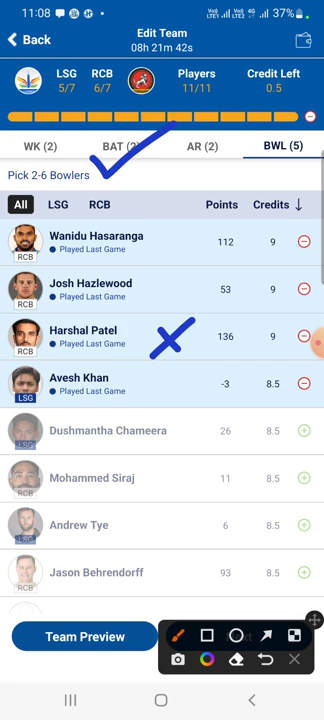 11:08 37%
Back Edit Team
08h 21m 42s
LSG RCB Players Credit Left
5/7 6/7 11/11 0.5
WK (2) BAT (2) AR (2) BWL (5)
Pick 2-6 Bowlers
All LSG RCB Points Credits ↓
Wanidu Hasaranga
Played Last Game
RCB
112 9
Josh Hazlewood
Played Last Game
RCB
53 9
Harshal Patel
Played Last Game
RCB
136 9
Avesh Khan
Played Last Game
LSG
-3 8.5
Dushmantha Chameera
LSG
26 8.5
Mohammed Siraj
RCB
11 8.5
Andrew Tye
LSG
6 8.5
Jason Behrendorff
RCB
93 8.5
Team Preview